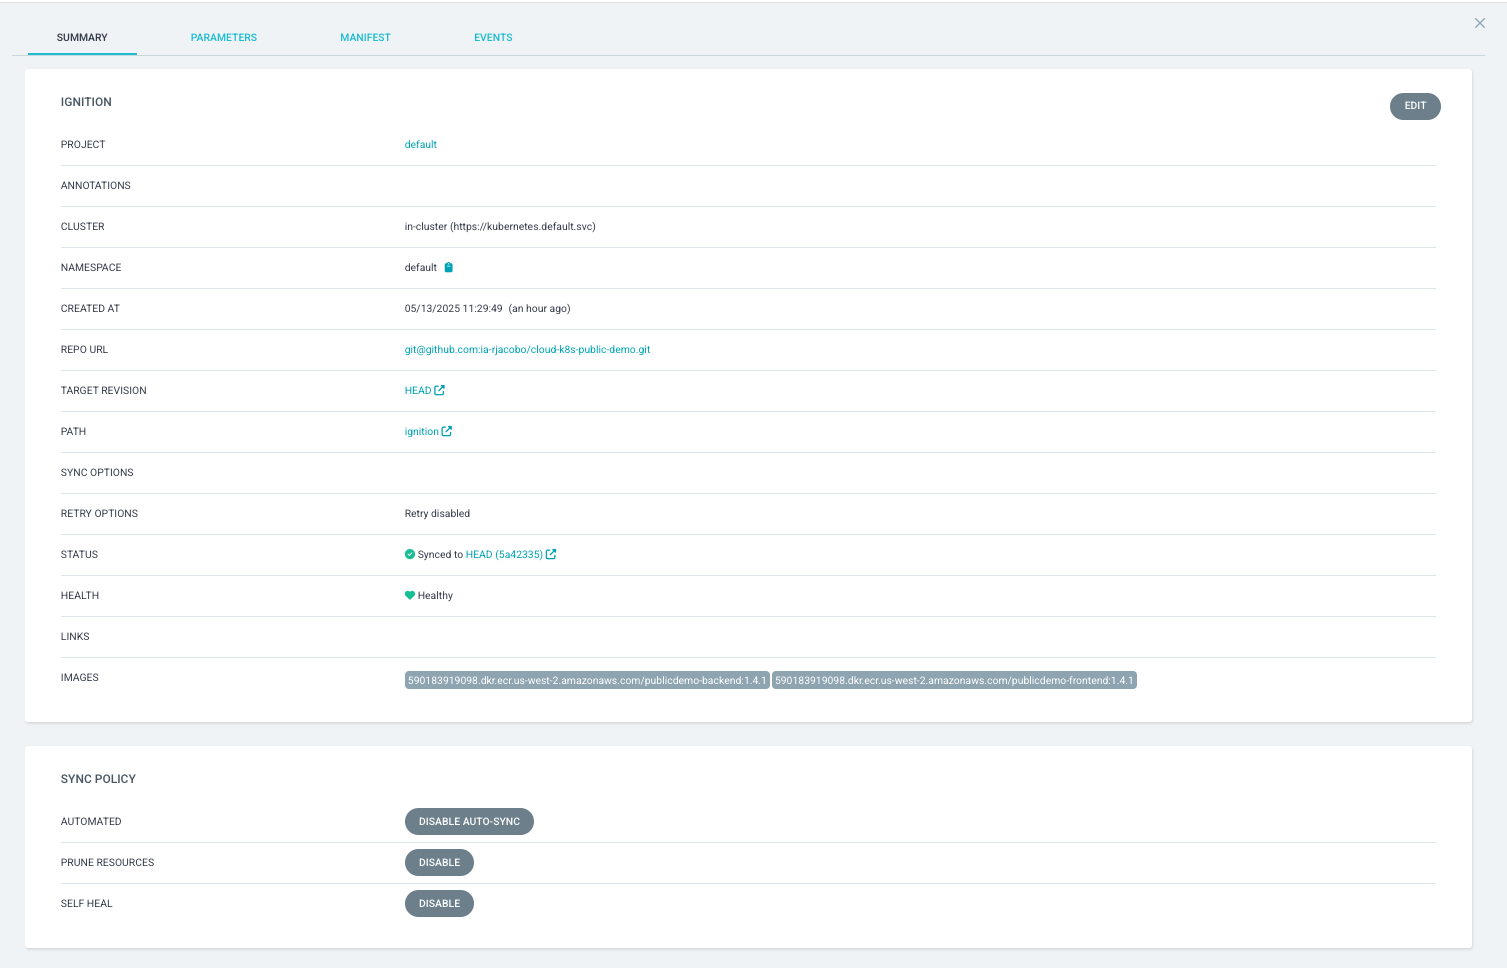 SUMMARY PARAMETERS MANIFEST EVENTS
IGNITION EDIT
PROJECT default
ANNOTATIONS
CLUSTER in-cluster (https://kubernetes.default.svc)
NAMESPACE default
CREATED AT 05/13/2025 11:29:49 (an hour ago)
REPO URL git@github.com:ia-rjacobo/cloud-k8s-public-demo.git
TARGET REVISION HEAD
PATH ignition
SYNC OPTIONS
RETRY OPTIONS Retry disabled
STATUS Synced to HEAD (5a42335)
HEALTH Healthy
LINKS
IMAGES 590183919098.dkr.ecr.us-west-2.amazonaws.com/publicdemo-backend:1.4.1 590183919098.dkr.ecr.us-west-2.amazonaws.com/publicdemo-frontend:1.4.1
SYNC POLICY
AUTOMATED DISABLE AUTO-SYNC
PRUNE RESOURCES DISABLE
SELF HEAL DISABLE